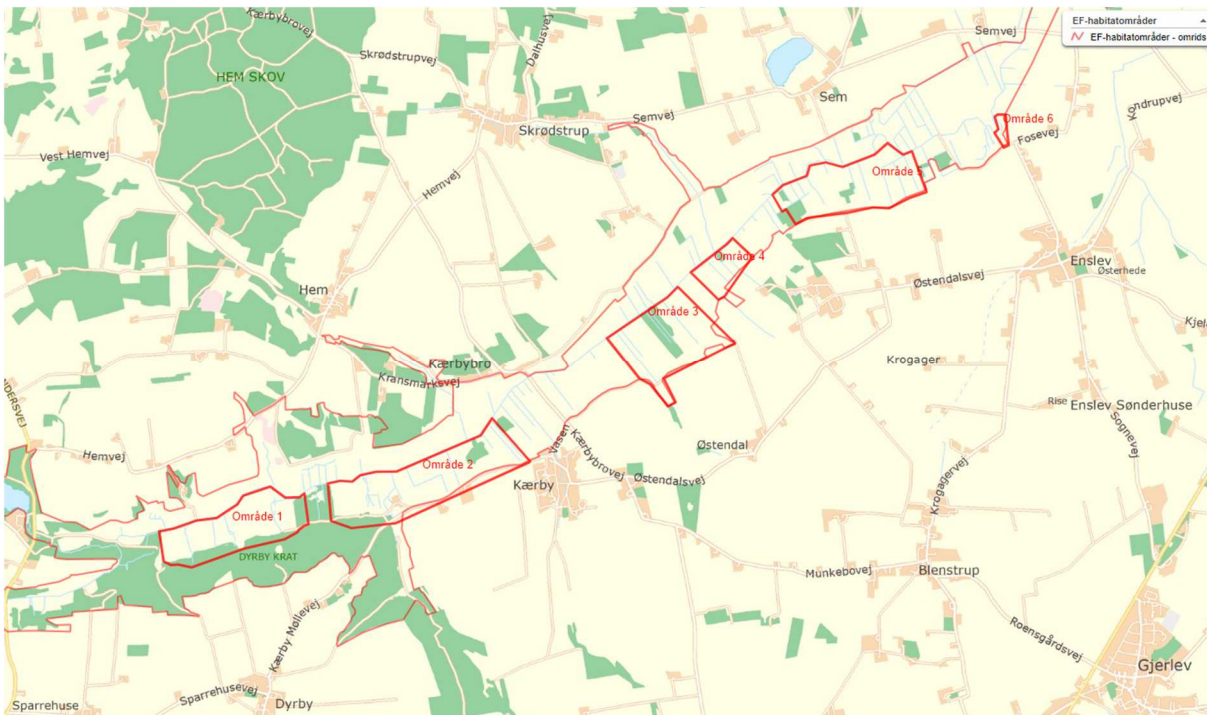 EF-habitatområder
EF-habitatområder - omrids
Kærbybrovej
Dalhusvej
Semvej
Skrødstrupvej
HEM SKOV
Sem
Skrødstrup
Semvej
Område 6
Fosevej
Vest Hemvej
Hemvej
Område 5
Område 4
Enslev
Østerhede
Østendalsvej
Hem
Område 3
Kærbybro
Krogager
Kransmarksvej
Rise
Enslev Sønderhuse
Sognevej
Hemvej
Vasen
Kærbybrovej
Østendal
Område 2
Kærby
Østendalsvej
Krogagervej
Område 1
DYRBY KRAT
Munkebovej
Blenstrup
Kærby Møllevej
Roensgårdsvej
Gjerlev
Sparrehusevej
Sparrehuse
Dyrby